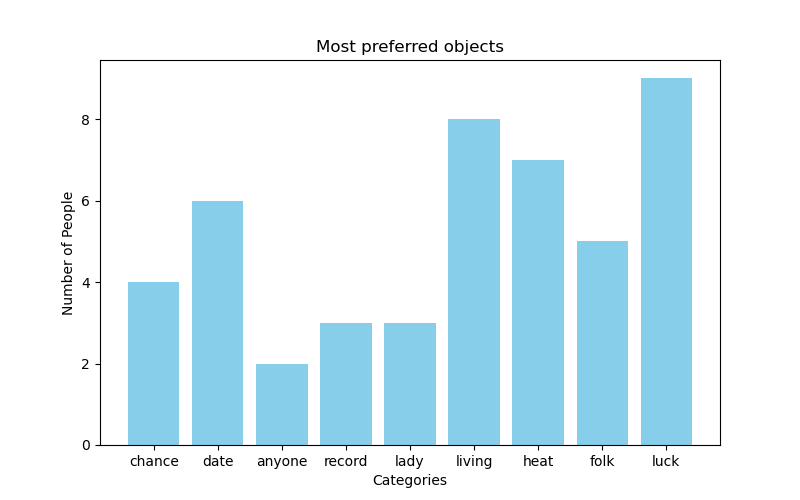 Most preferred objects
Number of People
8
6
4
2
0
chance date anyone record lady living heat folk luck
Categories